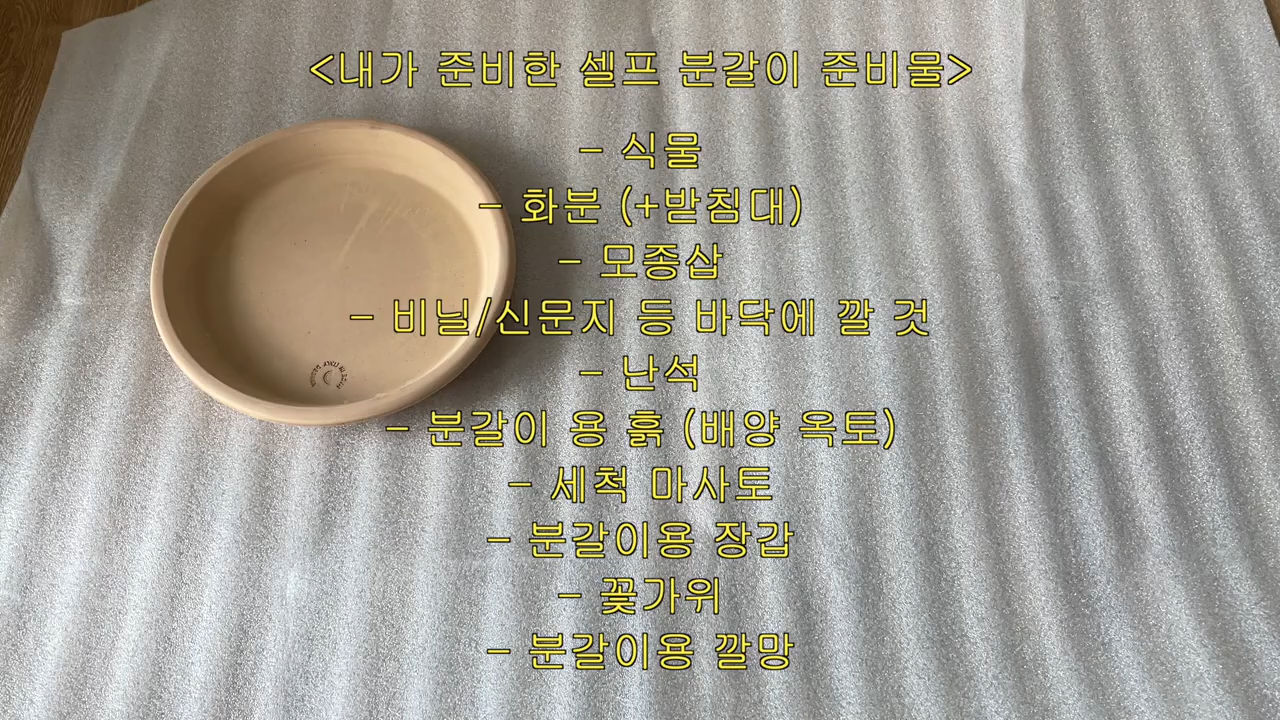 <내가 준비한 셀프 분갈이 준비물>
- 식물
- 화분 (+받침대)
- 모종삽
- 비닐/신문지 등 바닥에 깔 것
- 난석
- 분갈이 용 흙 (배양 옥토)
- 세척 마사토
- 분갈이용 장갑
- 꽃가위
- 분갈이용 깔망